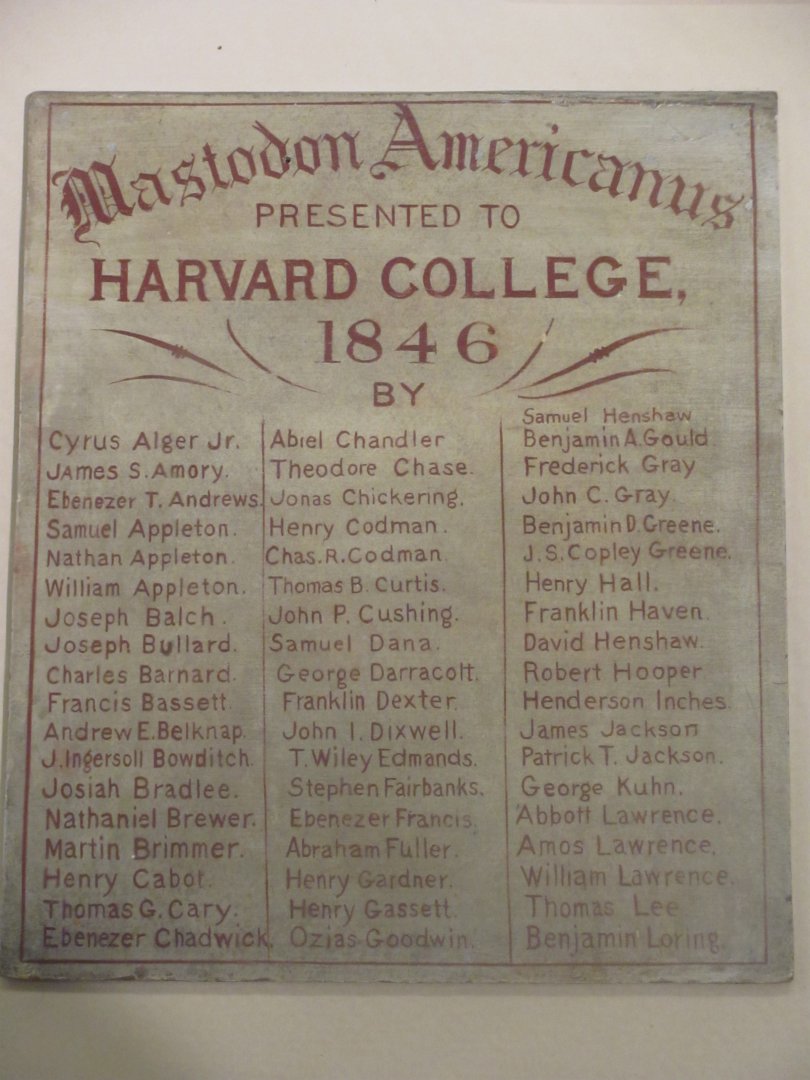 Mastodon Americanus
PRESENTED TO
HARVARD COLLEGE,
1846
BY
Cyrus Alger Jr.
James S. Amory.
Ebenezer T. Andrews.
Samuel Appleton.
Nathan Appleton.
William Appleton.
Joseph Balch.
Joseph Bullard.
Charles Barnard.
Francis Bassett
Andrew E. Belknap.
J. Ingersoll Bowditch.
Josiah Bradlee.
Nathaniel Brewer.
Martin Brimmer.
Henry Cabot.
Thomas G. Cary.
Ebenezer Chadwick.
Abiel Chandler
Theodore Chase.
Jonas Chickering.
Henry Codman.
Chas. R. Codman.
Thomas B. Curtis.
John P. Cushing.
Samuel Dana.
George Darracott.
Franklin Dexter.
John I. Dixwell.
T. Wiley Edmands.
Stephen Fairbanks.
Ebenezer Francis.
Abraham Fuller.
Henry Gardner.
Henry Gassett.
Ozias Goodwin.
Samuel Henshaw
Benjamin A. Gould.
Frederick Gray
John C. Gray.
Benjamin D. Greene.
J. S. Copley Greene.
Henry Hall.
Franklin Haven.
David Henshaw.
Robert Hooper
Henderson Inches.
James Jackson
Patrick T. Jackson.
George Kuhn.
Abbott Lawrence.
Amos Lawrence.
William Lawrence.
Thomas Lee
Benjamin Loring.